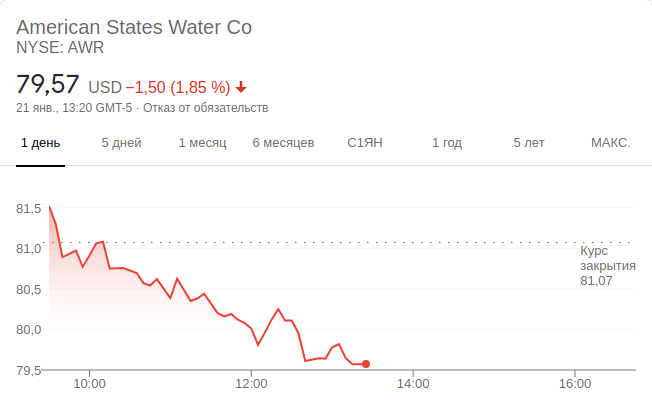 American States Water Co
NYSE: AWR
79,57 USD −1,50 (1,85 %)
21 янв., 13:20 GMT-5 · Отказ от обязательств
1 день 5 дней 1 месяц 6 месяцев С1ЯН 1 год 5 лет МАКС.
81,5
81,0
Курс
закрытия
81,07
80,5
80,0
79,5
10:00 12:00 14:00 16:00